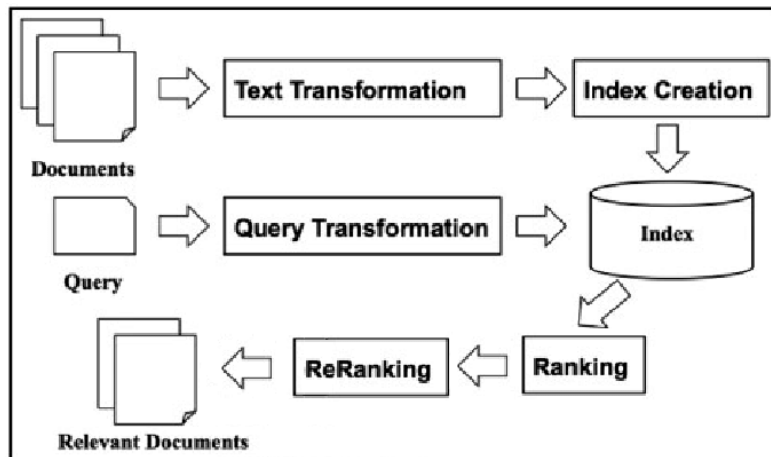 Text Transformation
Index Creation
Documents
Query Transformation
Index
Query
ReRanking
Ranking
Relevant Documents